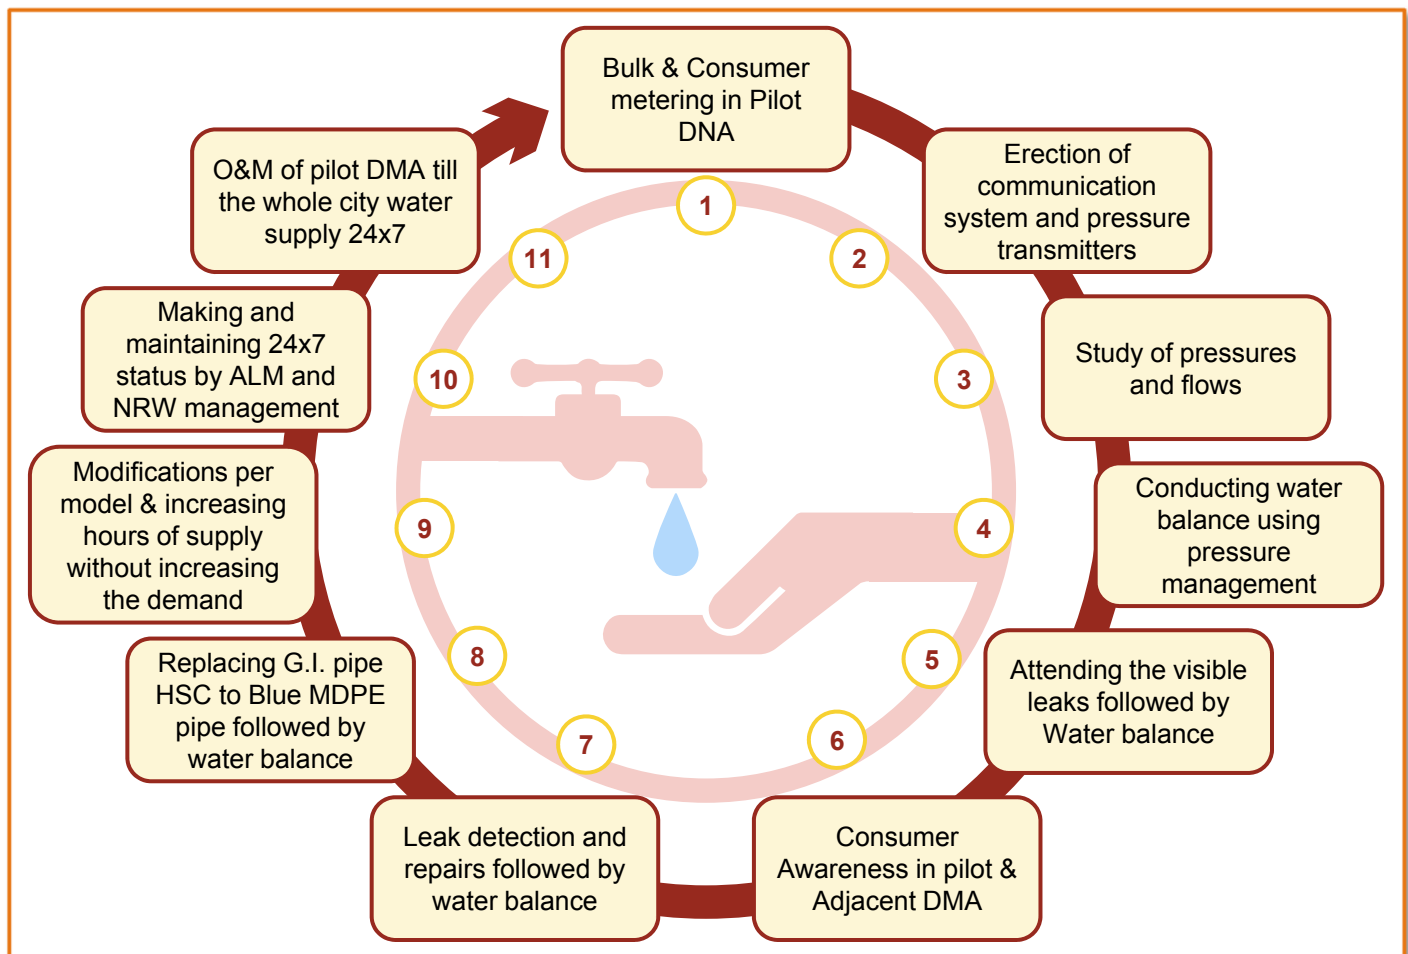 Bulk & Consumer
metering in Pilot
DNA
1
Erection of
communication
system and pressure
transmitters
2
Study of pressures
and flows
3
Conducting water
balance using
pressure
management
4
Attending the visible
leaks followed by
Water balance
5
Consumer
Awareness in pilot &
Adjacent DMA
6
Leak detection and
repairs followed by
water balance
7
Replacing G.I. pipe
HSC to Blue MDPE
pipe followed by
water balance
8
Modifications per
model & increasing
hours of supply
without increasing
the demand
9
Making and
maintaining 24x7
status by ALM and
NRW management
10
O&M of pilot DMA till
the whole city water
supply 24x7
11